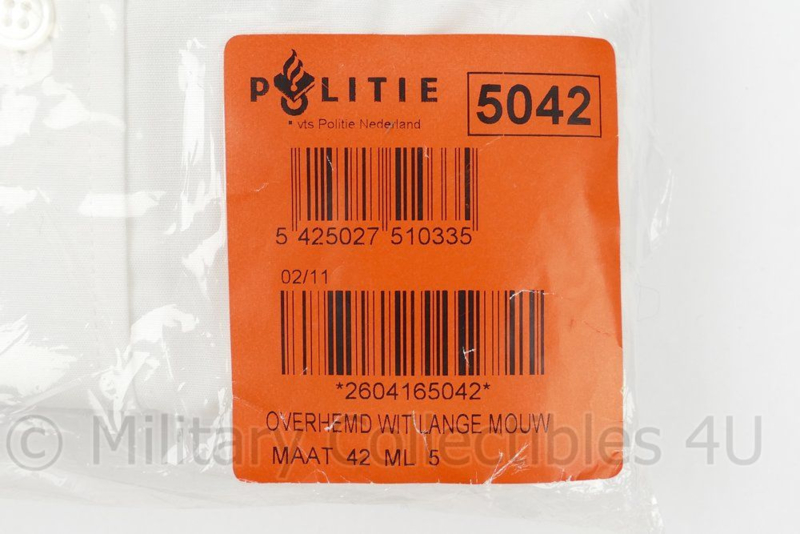 POLITIE
vts Politie Nederland
5042
5 425027 510335
02/11
*2604165042*
OVERHEMD WIT LANGE MOUW
MAAT 42 ML 5
© Military Collectibles 4U